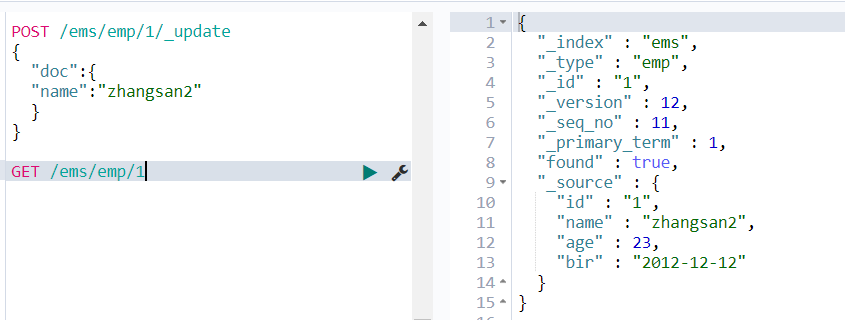 POST /ems/emp/1/_update
{
  "doc":{
  "name":"zhangsan2"
  }
}
GET /ems/emp/1
1 {
2   "_index" : "ems",
3   "_type" : "emp",
4   "_id" : "1",
5   "_version" : 12,
6   "_seq_no" : 11,
7   "_primary_term" : 1,
8   "found" : true,
9   "_source" : {
10     "id" : "1",
11     "name" : "zhangsan2",
12     "age" : 23,
13     "bir" : "2012-12-12"
14   }
15 }